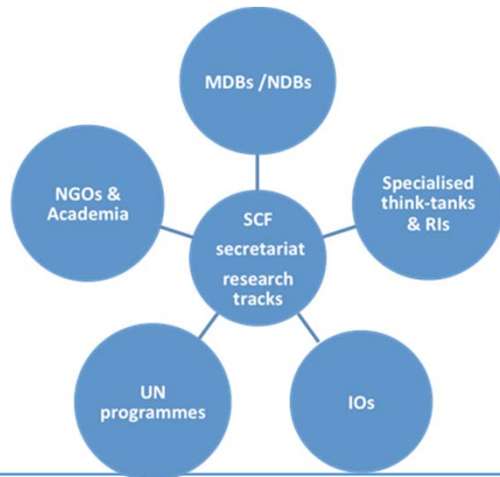 MDBs /NDBs
NGOs &
Academia
Specialised
think-tanks
& RIs
SCF
secretariat
research
tracks
UN
programmes
IOs